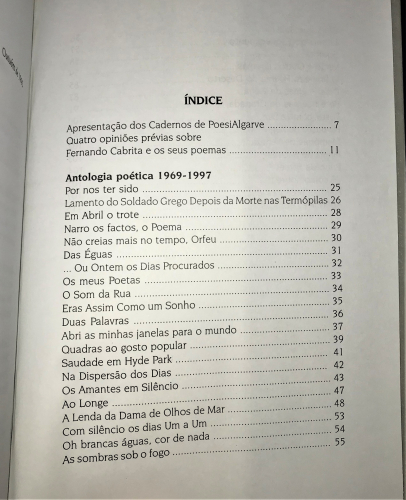 ÍNDICE
Apresentação dos Cadernos de PoesiAlgarve ........................ 7
Quatro opiniões prévias sobre
Fernando Cabrita e os seus poemas .................................. 11
Antologia poética 1969-1997
Por nos ter sido ................................................................ 25
Lamento do Soldado Grego Depois da Morte nas Termópilas 26
Em Abril o trote ................................................................ 28
Narro os factos, o Poema .................................................. 29
Não creias mais no tempo, Orfeu ...................................... 30
Das Éguas ........................................................................ 31
... Ou Ontem os Dias Procurados ...................................... 32
Os meus Poetas ................................................................ 33
O Som da Rua .................................................................. 34
Eras Assim Como um Sonho ............................................ 35
Duas Palavras .................................................................. 36
Abri as minhas janelas para o mundo ................................ 37
Quadras ao gosto popular ................................................ 39
Saudade em Hyde Park .................................................... 41
Na Dispersão dos Dias ...................................................... 42
Os Amantes em Silêncio .................................................... 43
Ao Longe .......................................................................... 47
A Lenda da Dama de Olhos de Mar .................................. 48
Com silêncio os dias Um a Um .......................................... 53
Oh brancas águas, cor de nada ........................................ 54
As sombras sob o fogo ...................................................... 55